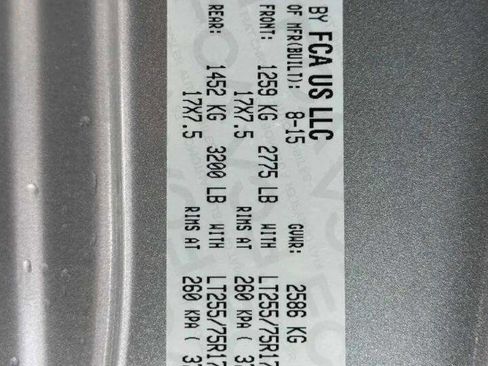 BY FCA US LLC
OF MFR(BUILT): 8-15 GVWR: 2586 KG
FRONT: 1259 KG 2775 LB WITH LT255/75R17
17X7.5 RIMS AT 260 KPA (
REAR: 1452 KG 3200 LB WITH LT255/75R17
17X7.5 RIMS AT 260 KPA (